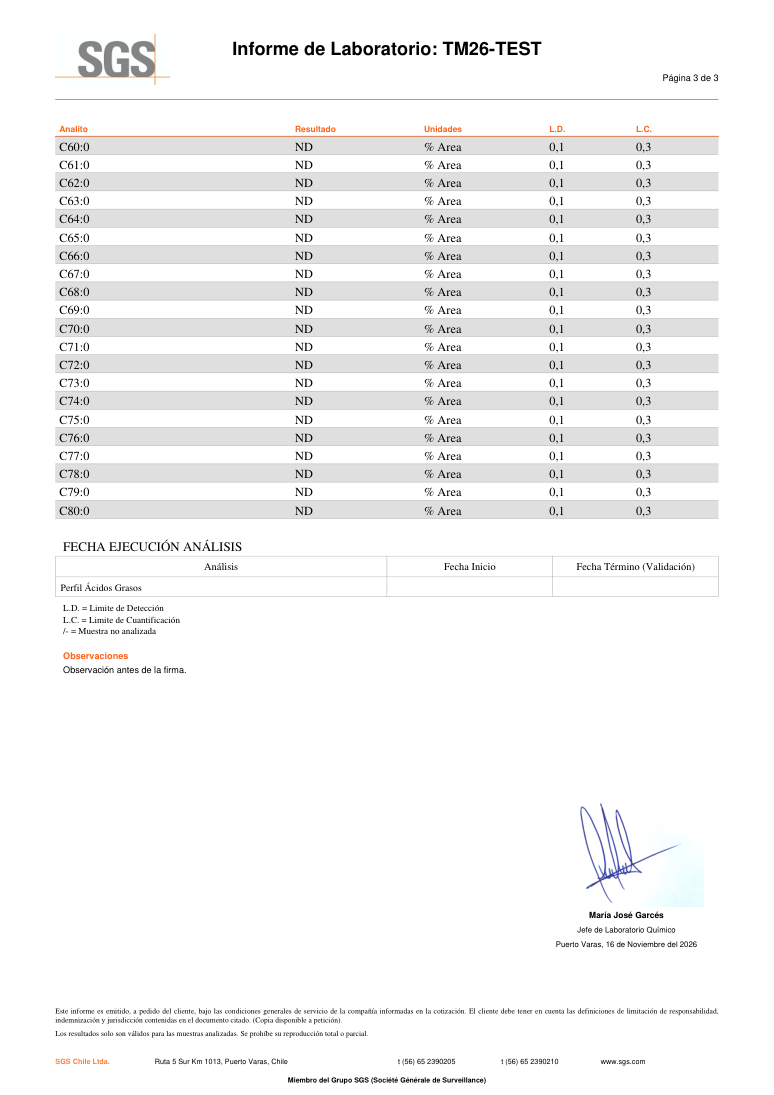 SGS
Informe de Laboratorio: TM26-TEST
Página 3 de 3
Analito Resultado Unidades L.D. L.C.
C60:0 ND % Area 0,1 0,3
C61:0 ND % Area 0,1 0,3
C62:0 ND % Area 0,1 0,3
C63:0 ND % Area 0,1 0,3
C64:0 ND % Area 0,1 0,3
C65:0 ND % Area 0,1 0,3
C66:0 ND % Area 0,1 0,3
C67:0 ND % Area 0,1 0,3
C68:0 ND % Area 0,1 0,3
C69:0 ND % Area 0,1 0,3
C70:0 ND % Area 0,1 0,3
C71:0 ND % Area 0,1 0,3
C72:0 ND % Area 0,1 0,3
C73:0 ND % Area 0,1 0,3
C74:0 ND % Area 0,1 0,3
C75:0 ND % Area 0,1 0,3
C76:0 ND % Area 0,1 0,3
C77:0 ND % Area 0,1 0,3
C78:0 ND % Area 0,1 0,3
C79:0 ND % Area 0,1 0,3
C80:0 ND % Area 0,1 0,3
FECHA EJECUCIÓN ANÁLISIS
Análisis Fecha Inicio Fecha Término (Validación)
Perfil Ácidos Grasos
L.D. = Limite de Detección
L.C. = Limite de Cuantificación
/- = Muestra no analizada
Observaciones
Observación antes de la firma.
María José Garcés
Jefe de Laboratorio Químico
Puerto Varas, 16 de Noviembre del 2026
Este informe es emitido, a pedido del cliente, bajo las condiciones generales de servicio de la compañía informadas en la cotización. El cliente debe tener en cuenta las definiciones de limitación de responsabilidad,
indemnización y jurisdicción contenidas en el documento citado. (Copia disponible a petición).
Los resultados solo son válidos para las muestras analizadas. Se prohíbe su reproducción total o parcial.
SGS Chile Ltda. Ruta 5 Sur Km 1013, Puerto Varas, Chile t (56) 65 2390205 t (56) 65 2390210 www.sgs.com
Miembro del Grupo SGS (Société Générale de Surveillance)